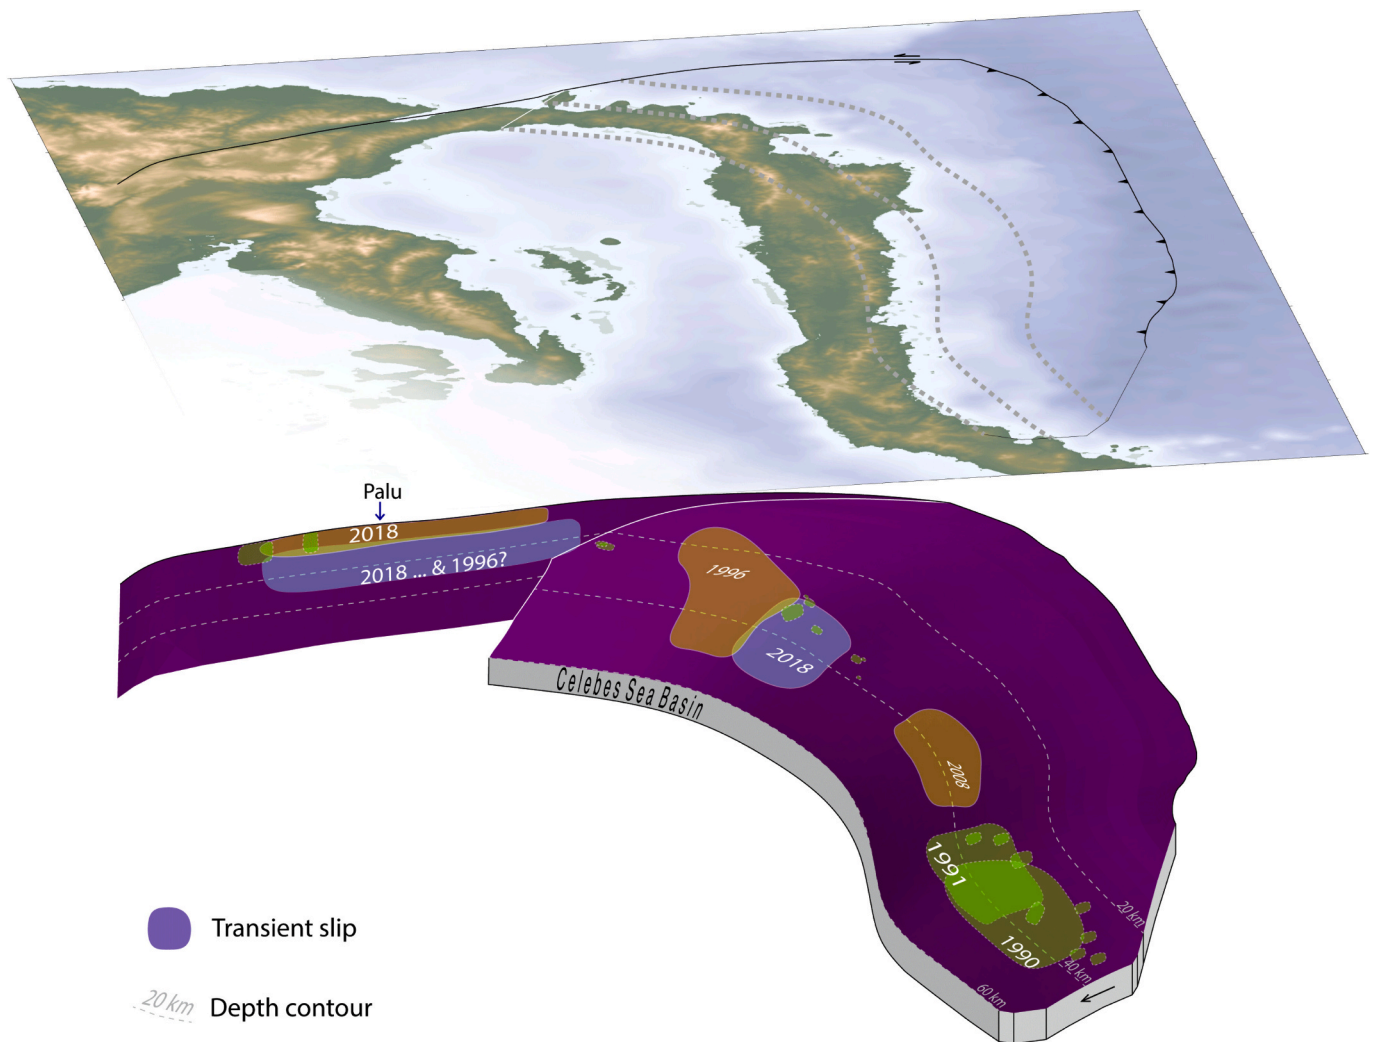 Palu
2018
2018 ... & 1996?
1996
2018
Celebes Sea Basin
2008
1991
1990
20 km
40 km
60 km
Transient slip
20 km
Depth contour